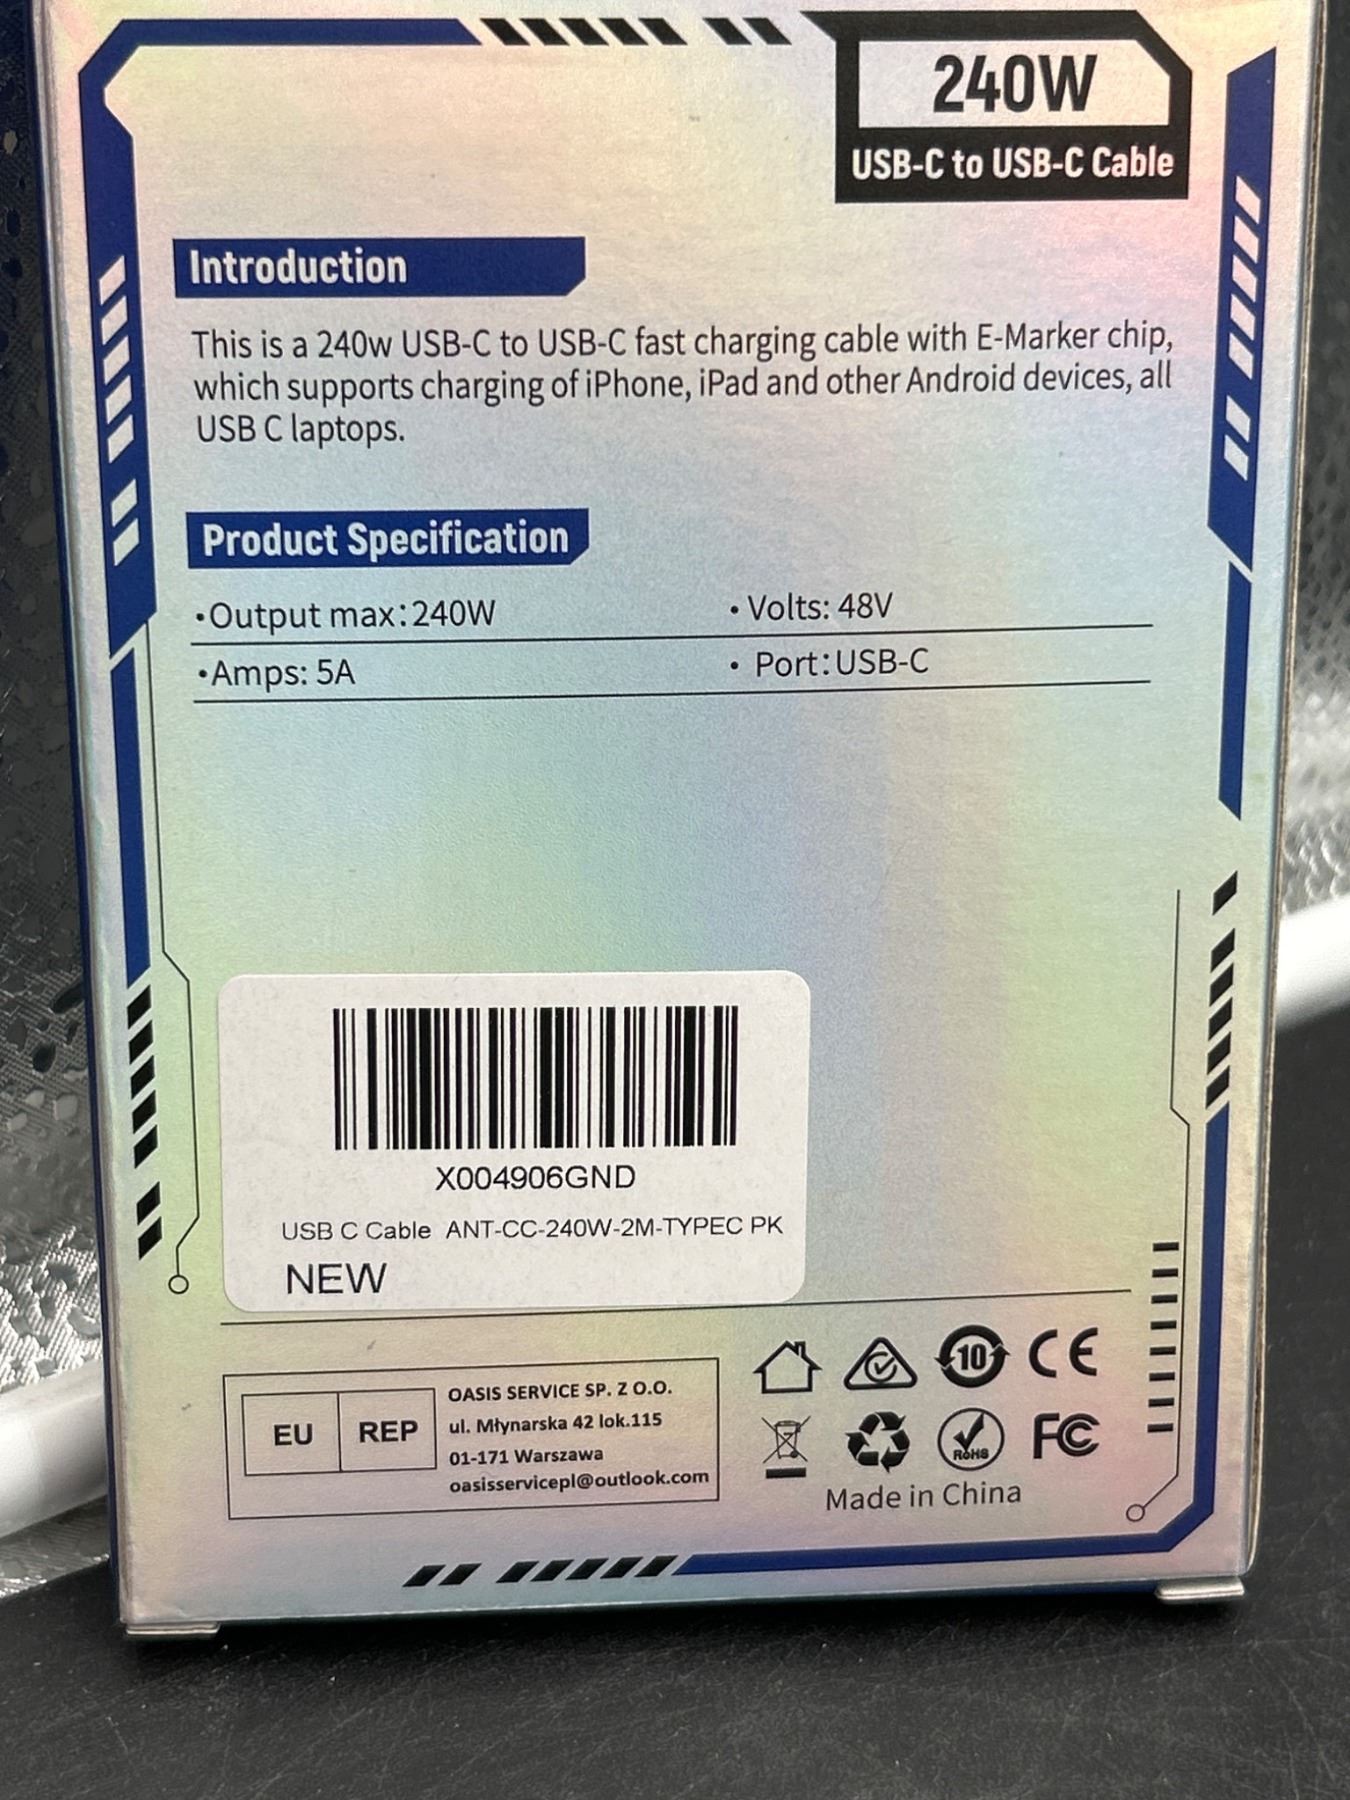 240W
USB-C to USB-C Cable
Introduction
This is a 240w USB-C to USB-C fast charging cable with E-Marker chip,
which supports charging of iPhone, iPad and other Android devices, all
USB C laptops.
Product Specification
·Output max:240W
· Volts: 48V
·Amps: 5A
· Port:USB-C
X004906GND
USB C Cable ANT-CC-240W-2M-TYPEC PK
NEW
EU REP
OASIS SERVICE SP. Z O.O.
ul. Młynarska 42 lok.115
01-171 Warszawa
oasisservicepl@outlook.com
10
CE
RoHS
FC
Made in China